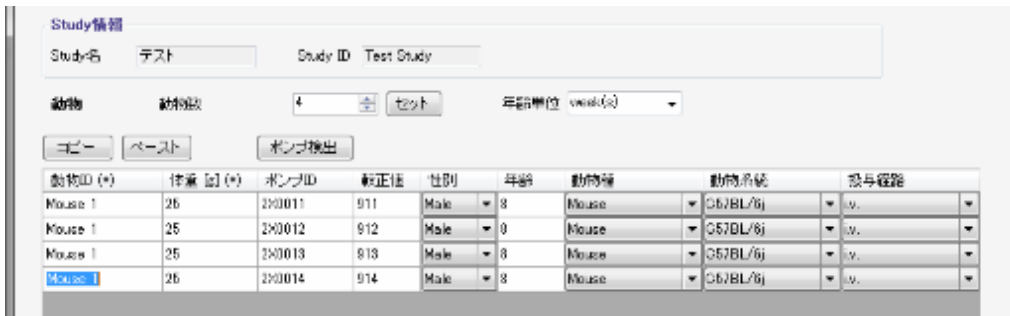 Study情報
Study名 テスト Study ID Test Study
動物 動物数 4 セット 年齢単位 week(s)
コピー ペースト ポンプ検出
動物ID (*) 体重 [g] (*) ポンプID 較正値 性別 年齢 動物種 動物系統 投与経路
Mouse 1 25 2X0011 911 Male 8 Mouse C57BL/6j i.v.
Mouse 1 25 2X0012 912 Male 8 Mouse C57BL/6j i.v.
Mouse 1 25 2X0013 913 Male 8 Mouse C57BL/6j i.v.
Mouse 1 25 2X0014 914 Male 8 Mouse C57BL/6j i.v.